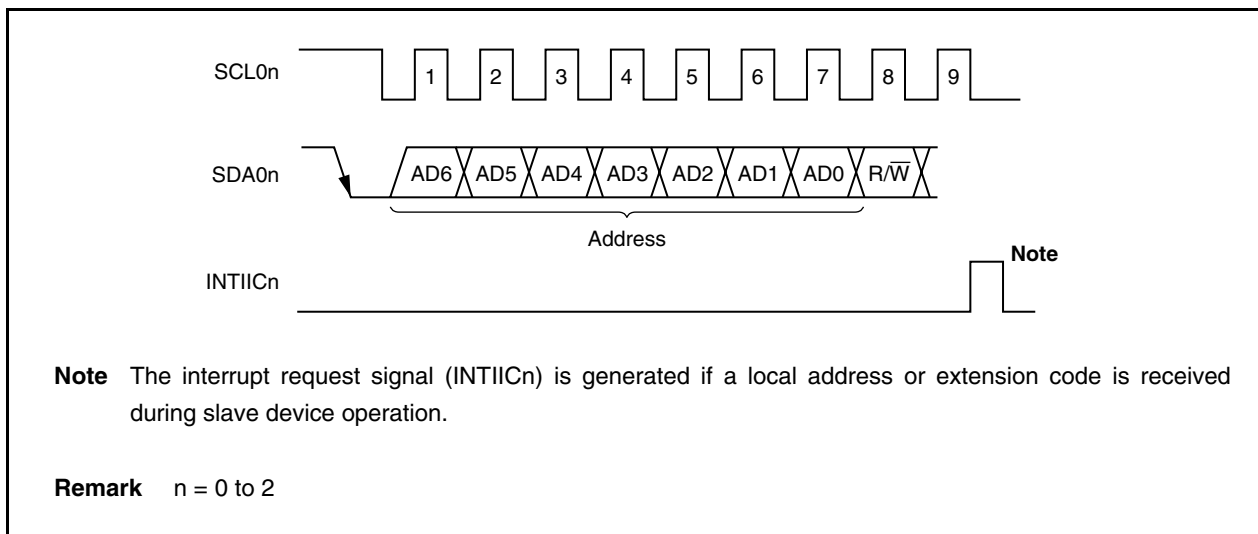 SCL0n
1 2 3 4 5 6 7 8 9
SDA0n
AD6 AD5 AD4 AD3 AD2 AD1 AD0 R/W̅
Address
INTIICn
Note
Note The interrupt request signal (INTIICn) is generated if a local address or extension code is received
during slave device operation.
Remark n = 0 to 2